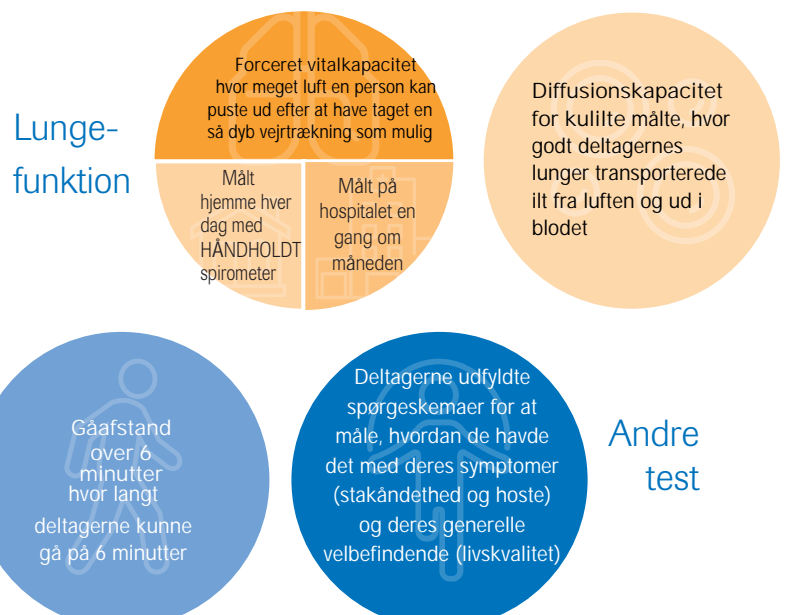 Lunge-
funktion
Forceret vitalkapacitet
hvor meget luft en person kan
puste ud efter at have taget en
så dyb vejrtrækning som mulig
Målt
hjemme hver
dag med
HÅNDHOLDT
spirometer
Målt på
hospitalet en
gang om
måneden
Diffusionskapacitet
for kulilte målte, hvor
godt deltagernes
lunger transporterede
ilt fra luften og ud i
blodet
Gåafstand
over 6
minutter
hvor langt
deltagerne kunne
gå på 6 minutter
Deltagerne udfyldte
spørgeskemaer for at
måle, hvordan de havde
det med deres symptomer
(stakåndethed og hoste)
og deres generelle
velbefindende (livskvalitet)
Andre
test